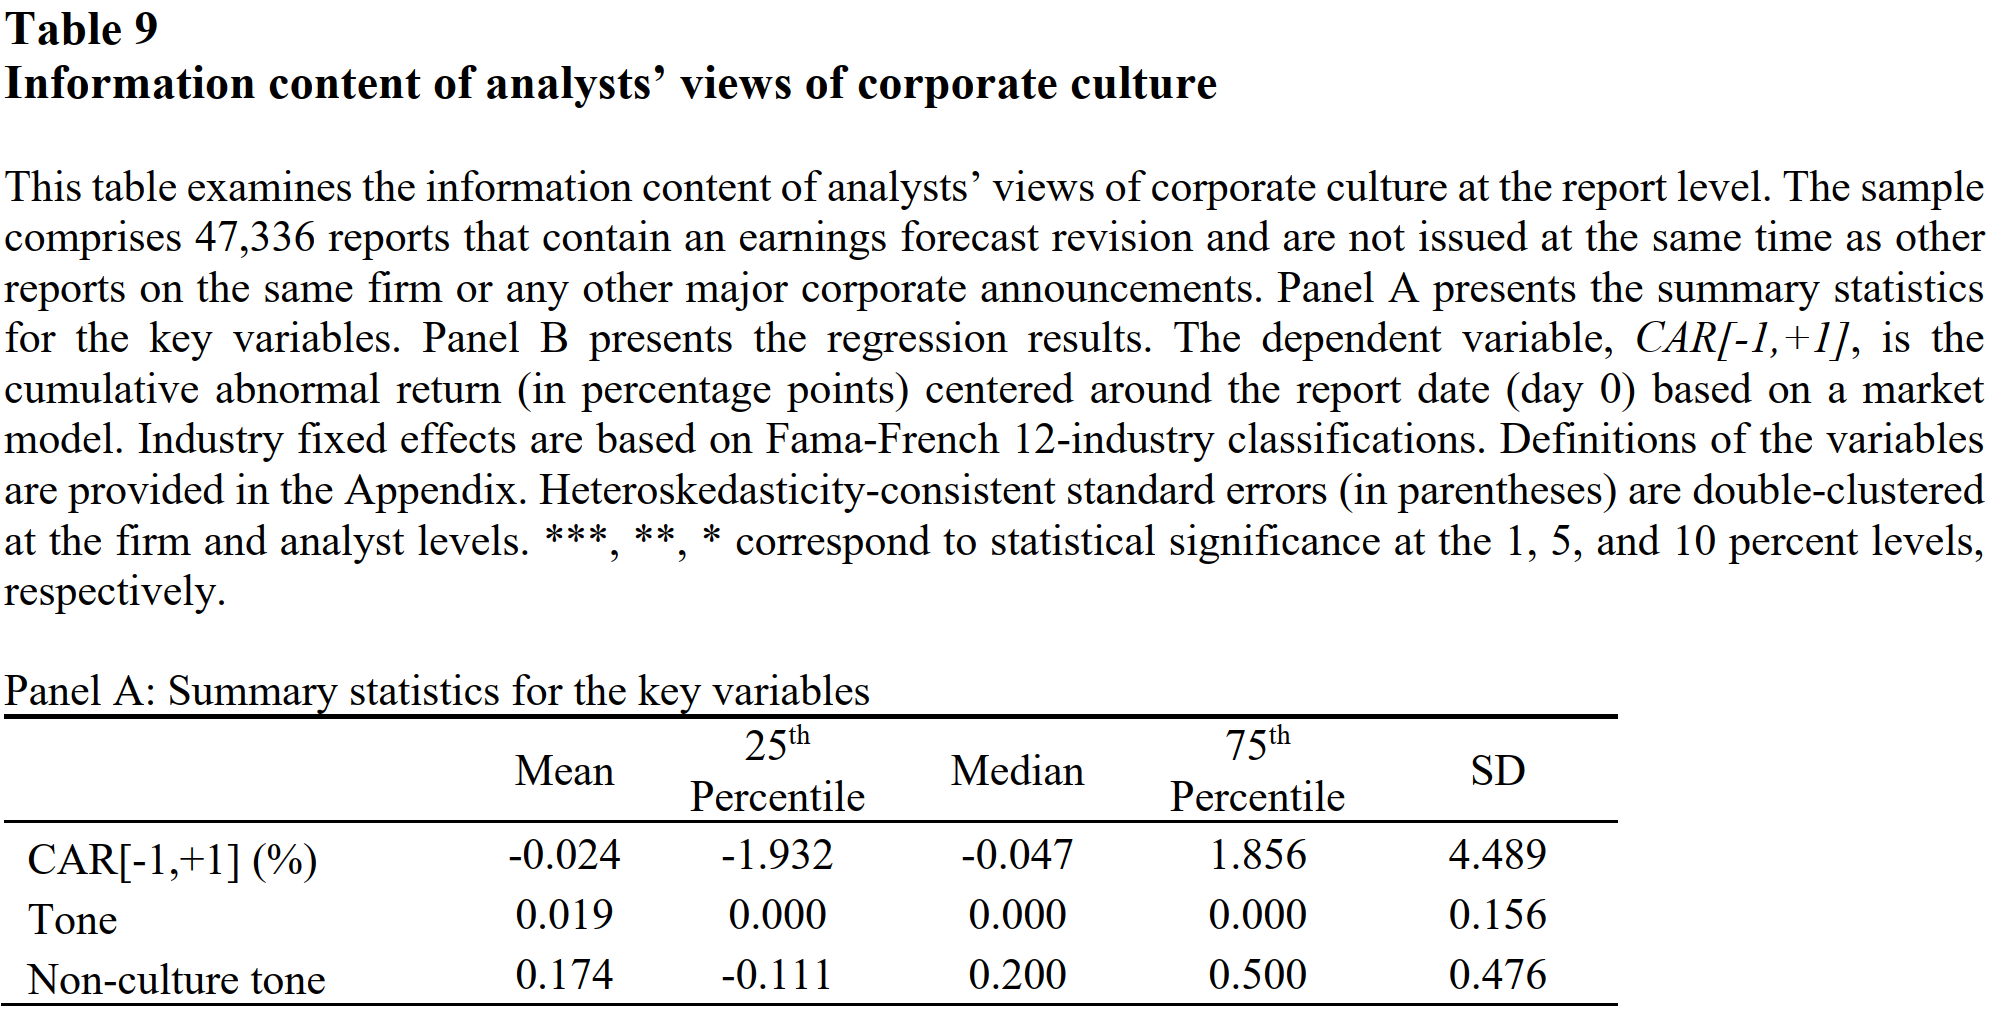 Table 9
Information content of analysts’ views of corporate culture
This table examines the information content of analysts’ views of corporate culture at the report level. The sample
comprises 47,336 reports that contain an earnings forecast revision and are not issued at the same time as other
reports on the same firm or any other major corporate announcements. Panel A presents the summary statistics
for the key variables. Panel B presents the regression results. The dependent variable, CAR[-1,+1], is the
cumulative abnormal return (in percentage points) centered around the report date (day 0) based on a market
model. Industry fixed effects are based on Fama-French 12-industry classifications. Definitions of the variables
are provided in the Appendix. Heteroskedasticity-consistent standard errors (in parentheses) are double-clustered
at the firm and analyst levels. ***, **, * correspond to statistical significance at the 1, 5, and 10 percent levels,
respectively.
Panel A: Summary statistics for the key variables
Mean 25th Percentile Median 75th Percentile SD
CAR[-1,+1] (%) -0.024 -1.932 -0.047 1.856 4.489
Tone 0.019 0.000 0.000 0.000 0.156
Non-culture tone 0.174 -0.111 0.200 0.500 0.476